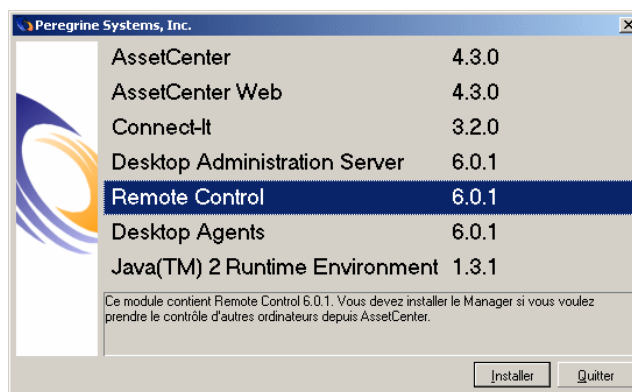 Peregrine Systems, Inc.
AssetCenter 4.3.0
AssetCenter Web 4.3.0
Connect-It 3.2.0
Desktop Administration Server 6.0.1
Remote Control 6.0.1
Desktop Agents 6.0.1
Java(TM) 2 Runtime Environment 1.3.1
Ce module contient Remote Control 6.0.1. Vous devez installer le Manager si vous voulez
prendre le contrôle d'autres ordinateurs depuis AssetCenter.
Installer Quitter